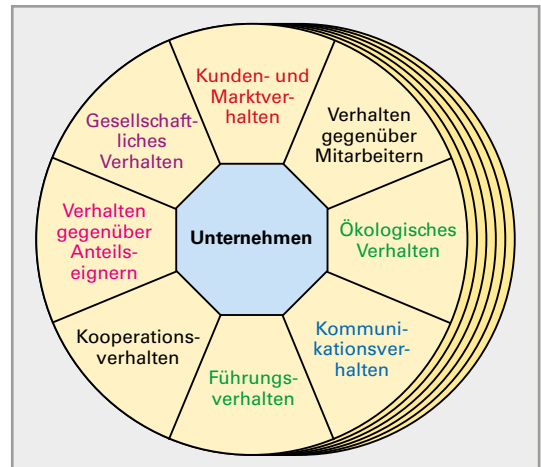 Kunden- und
Marktver-
halten
Verhalten
gegenüber
Mitarbeitern
Ökologisches
Verhalten
Kommuni-
kationsver-
halten
Führungs-
verhalten
Kooperations-
verhalten
Verhalten
gegenüber
Anteils-
eignern
Gesellschaft-
liches
Verhalten
Unternehmen